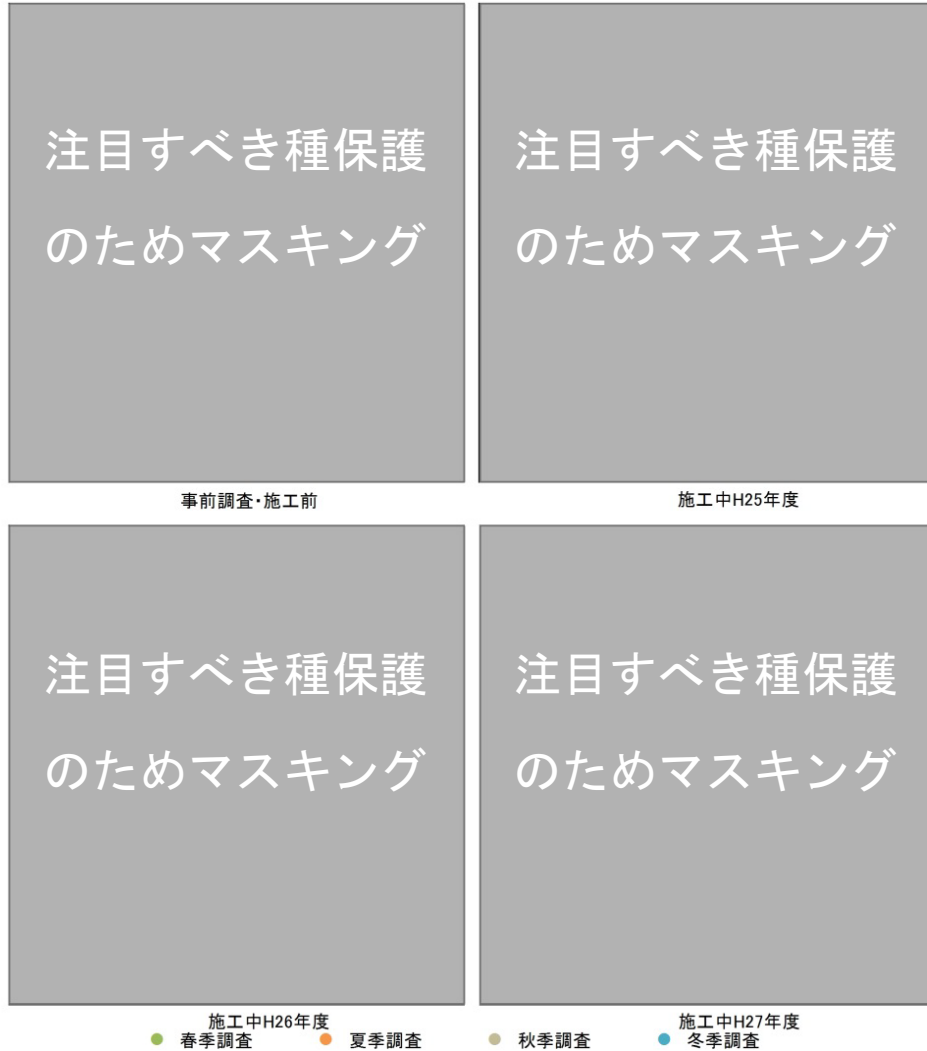 注目すべき種保護
のためマスキング
注目すべき種保護
のためマスキング
事前調査・施工前
施工中H25年度
注目すべき種保護
のためマスキング
注目すべき種保護
のためマスキング
施工中H26年度
施工中H27年度
春季調査 夏季調査 秋季調査 冬季調査